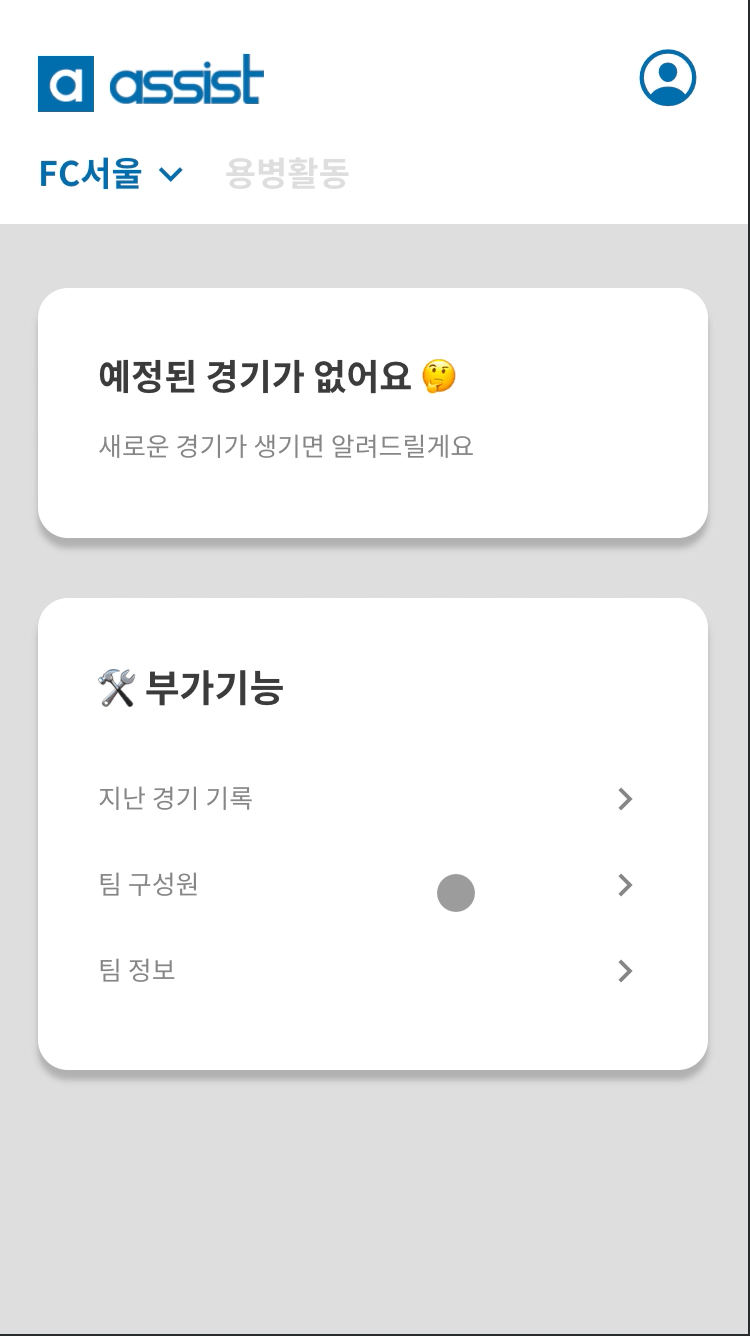 a assist
FC서울 용병활동
예정된 경기가 없어요 🤔
새로운 경기가 생기면 알려드릴게요
🛠 부가기능
지난 경기 기록
팀 구성원
팀 정보